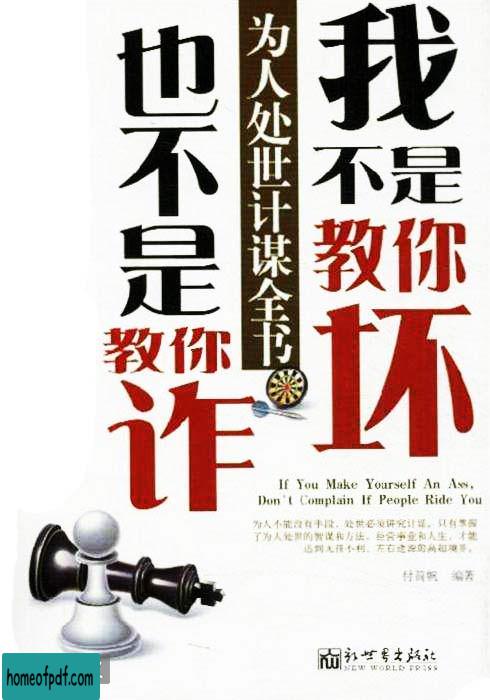 我不是教你坏
为人处世计谋全书
也不是教你诈
If You Make Yourself An Ass,
Don't Complain If People Ride You
为人不能没有手段，处世必须讲究计谋。只有掌握
了为人处世的智谋和方法，经营事业和人生，才能
达到无往不利、左右逢源的高超境界。
编著
新世界出版社
NEW WORLD PRESS
homeofpdf.com